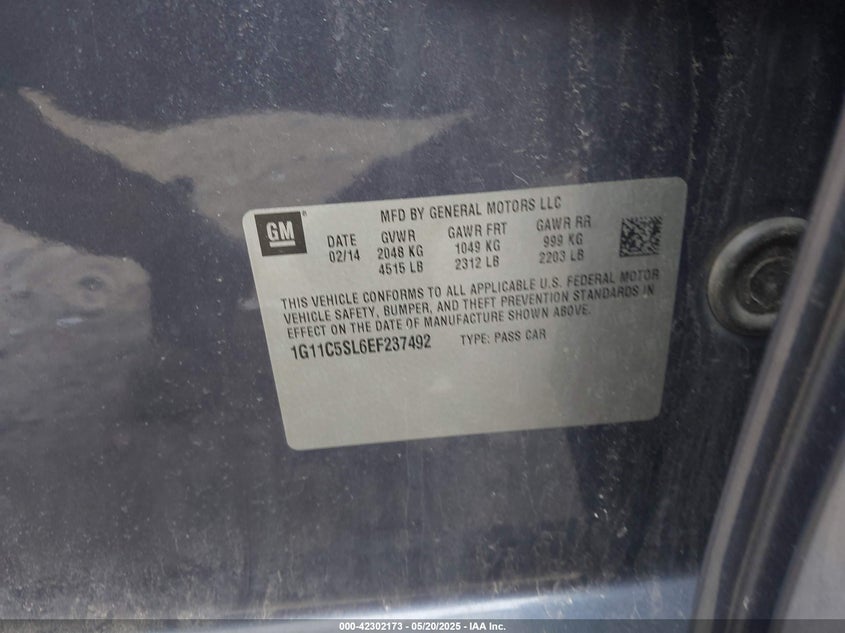 GM
MFD BY GENERAL MOTORS LLC
DATE GVWR GAWR FRT GAWR RR
02/14 2048 KG 1049 KG 999 KG
4515 LB 2312 LB 2203 LB
THIS VEHICLE CONFORMS TO ALL APPLICABLE U.S. FEDERAL MOTOR
VEHICLE SAFETY, BUMPER, AND THEFT PREVENTION STANDARDS IN
EFFECT ON THE DATE OF MANUFACTURE SHOWN ABOVE.
1G11C5SL6EF237492 TYPE: PASS CAR
000-42302173 — 05/20/2025 — IAA Inc.